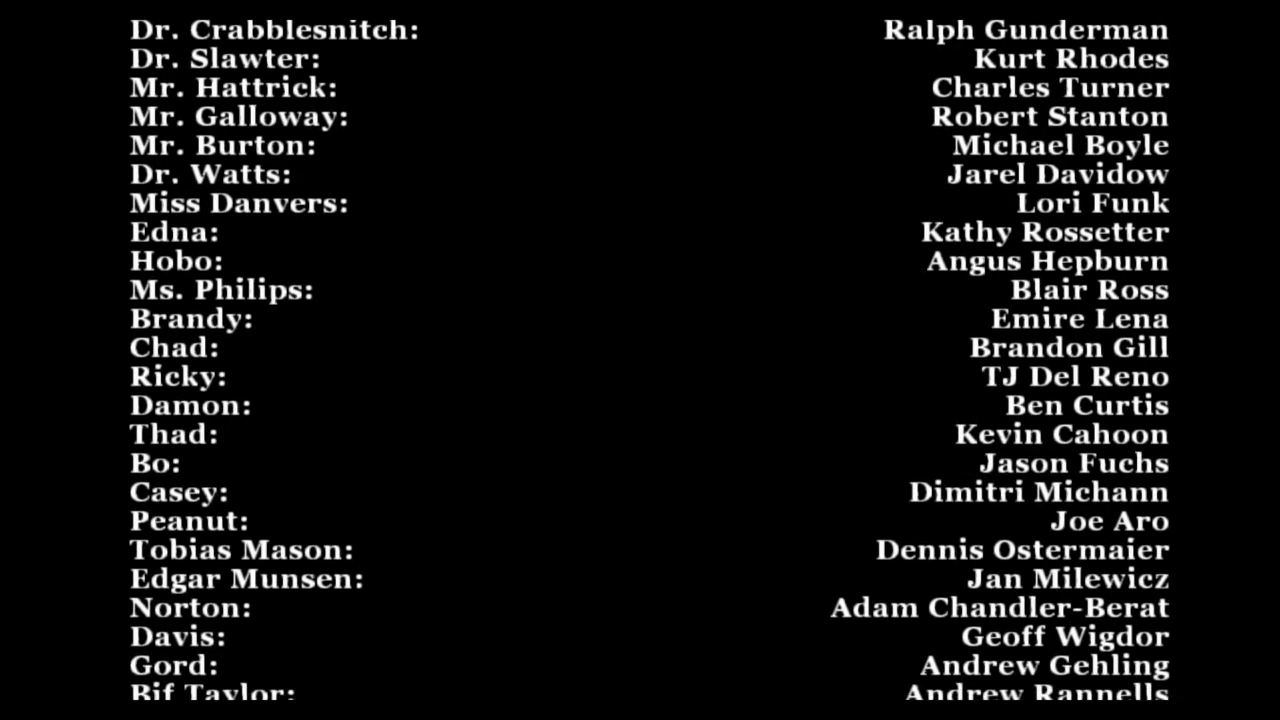 Dr. Crabblesnitch: Ralph Gunderman
Dr. Slawter: Kurt Rhodes
Mr. Hattrick: Charles Turner
Mr. Galloway: Robert Stanton
Mr. Burton: Michael Boyle
Dr. Watts: Jarel Davidow
Miss Danvers: Lori Funk
Edna: Kathy Rossetter
Hobo: Angus Hepburn
Ms. Philips: Blair Ross
Brandy: Emire Lena
Chad: Brandon Gill
Ricky: TJ Del Reno
Damon: Ben Curtis
Thad: Kevin Cahoon
Bo: Jason Fuchs
Casey: Dimitri Michann
Peanut: Joe Aro
Tobias Mason: Dennis Ostermaier
Edgar Munsen: Jan Milewicz
Norton: Adam Chandler-Berat
Davis: Geoff Wigdor
Gord: Andrew Gehling
Bif Taylor: Andrew Rannells